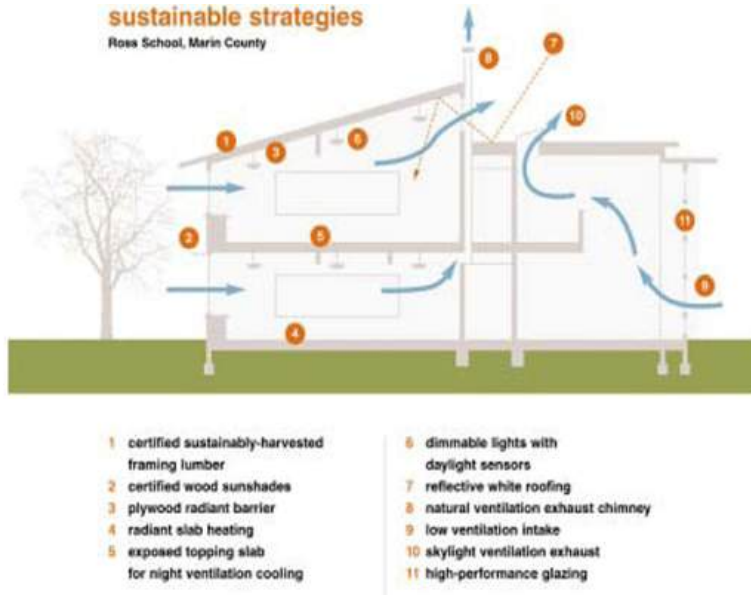 sustainable strategies
Ross School, Marin County
8
7
10
1
3
6
11
2
5
9
4
1 certified sustainably-harvested
framing lumber
2 certified wood sunshades
3 plywood radiant barrier
4 radiant slab heating
5 exposed topping slab
for night ventilation cooling
6 dimmable lights with
daylight sensors
7 reflective white roofing
8 natural ventilation exhaust chimney
9 low ventilation intake
10 skylight ventilation exhaust
11 high-performance glazing